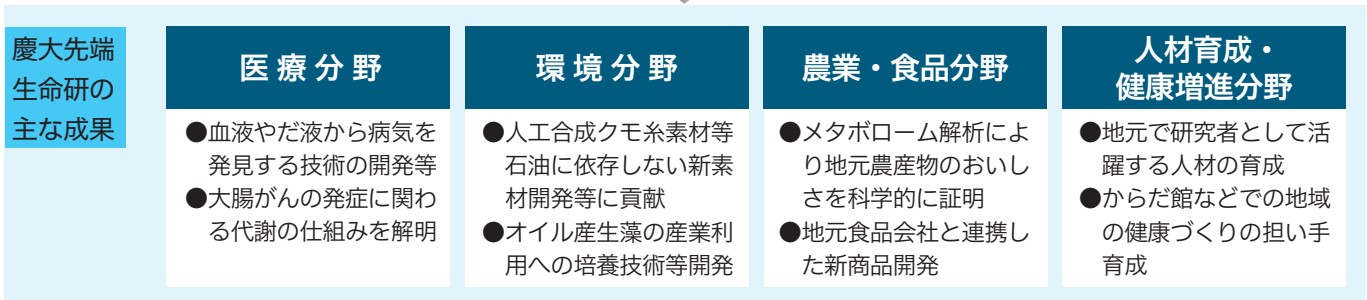 慶大先端
生命研の
主な成果
医療分野
●血液やだ液から病気を
発見する技術の開発等
●大腸がんの発症に関わ
る代謝の仕組みを解明
環境分野
●人工合成クモ糸素材等
石油に依存しない新素
材開発等に貢献
●オイル産生藻の産業利
用への培養技術等開発
農業・食品分野
●メタボローム解析によ
り地元農産物のおいし
さを科学的に証明
●地元食品会社と連携し
た新商品開発
人材育成・
健康増進分野
●地元で研究者として活
躍する人材の育成
●からだ館などでの地域
の健康づくりの担い手
育成